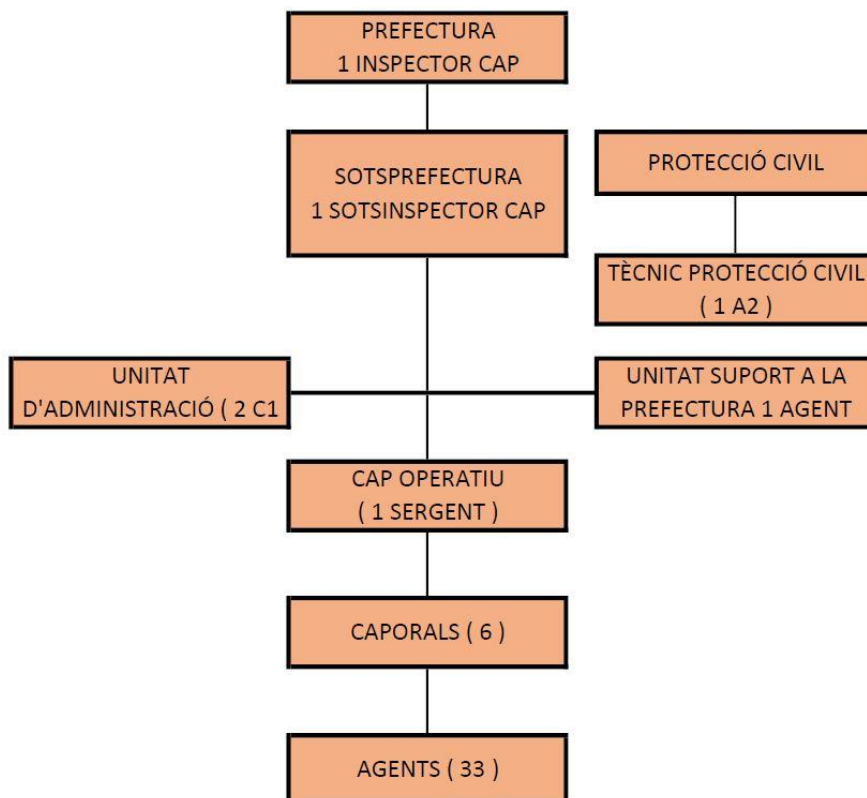 PREFECTURA
1 INSPECTOR CAP
SOTSPREFECTURA
1 SOTSINSPECTOR CAP
PROTECCIÓ CIVIL
TÈCNIC PROTECCIÓ CIVIL
( 1 A2 )
UNITAT
D'ADMINISTRACIÓ ( 2 C1
UNITAT SUPORT A LA
PREFECTURA 1 AGENT
CAP OPERATIU
( 1 SERGENT )
CAPORALS ( 6 )
AGENTS ( 33 )